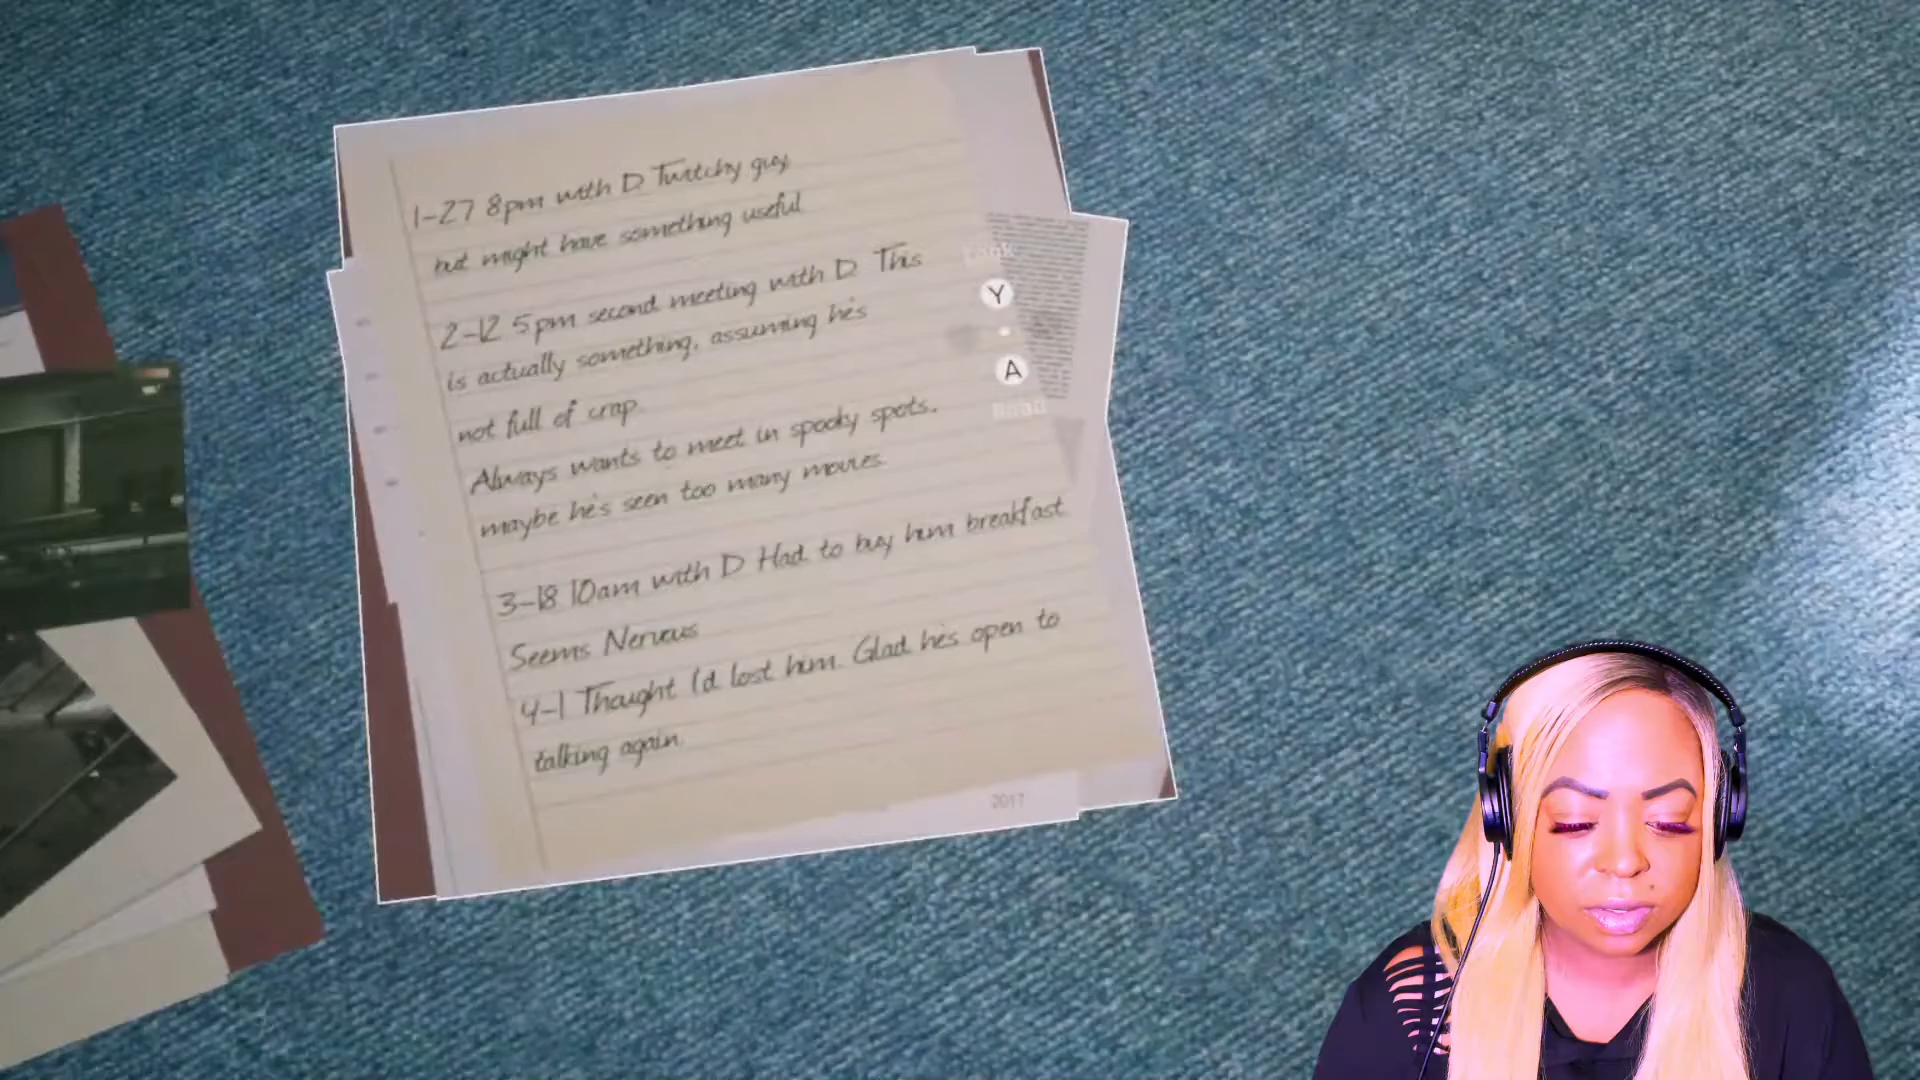 1-27 8pm with D. Twitchy guy,
but might have something useful
2-12 5pm second meeting with D. This
is actually something, assuming he's
not full of crap.
Always wants to meet in spooky spots,
maybe he's seen too many movies.
3-18 10am with D Had to buy him breakfast.
Seems Nervous
4-1 Thought I'd lost him. Glad he's open to
talking again.
Look
Y
A
Read
2017